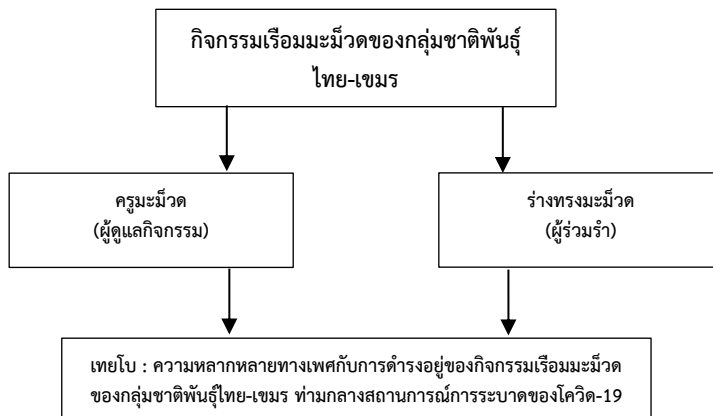 กิจกรรมเรือมมะม็วดของกลุ่มชาติพันธุ์
ไทย-เขมร
ครูมะม็วด
(ผู้ดูแลกิจกรรม)
ร่างทรงมะม็วด
(ผู้ร่วมรำ)
เทยโบ : ความหลากหลายทางเพศกับการดำรงอยู่ของกิจกรรมเรือมมะม็วด
ของกลุ่มชาติพันธุ์ไทย-เขมร ท่ามกลางสถานการณ์การระบาดของโควิด-19